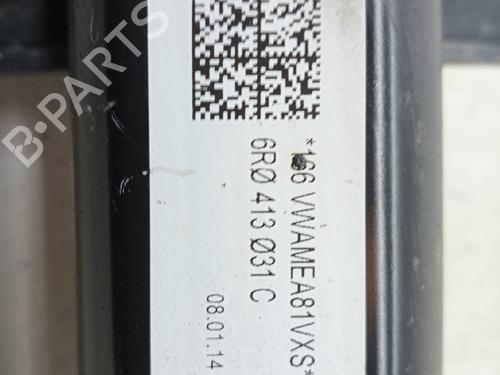 *166 VWAMEA81VXS*
6RØ 413 Ø31 C
08.01.14
B-PARTS